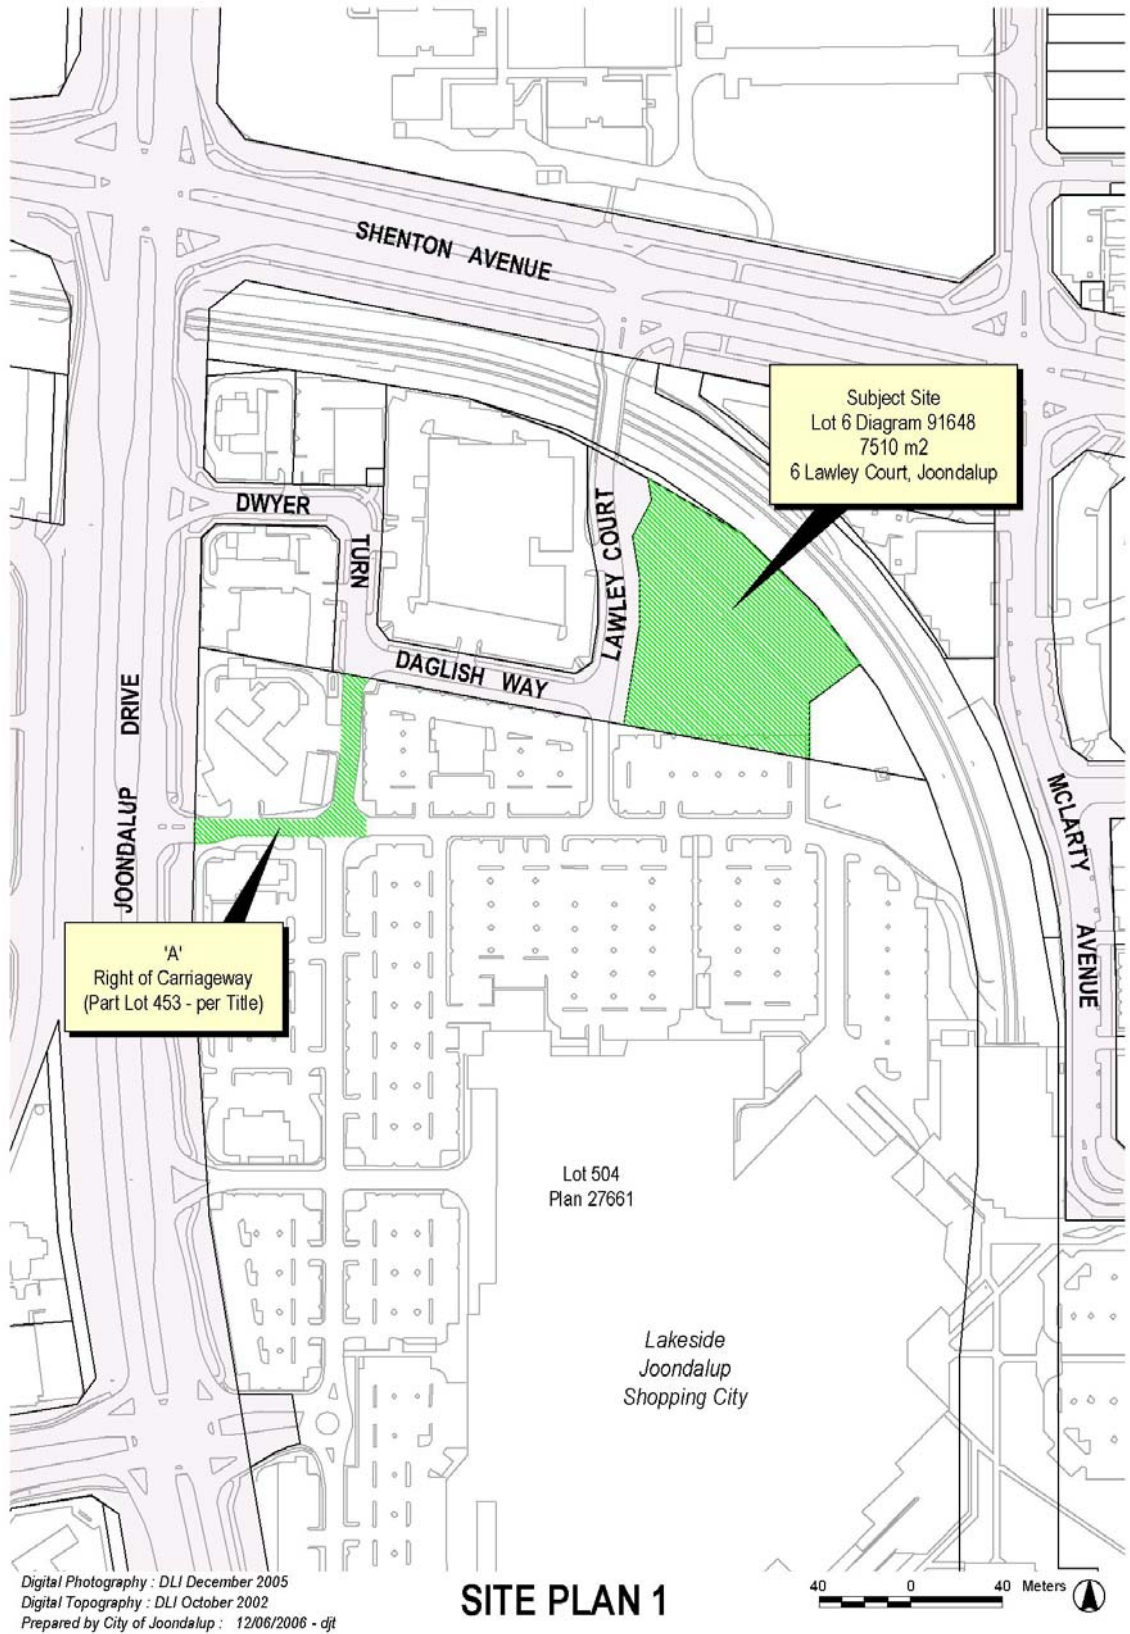 SHENTON AVENUE
Subject Site
Lot 6 Diagram 91648
7510 m2
6 Lawley Court, Joondalup
DWYER
TURN
LAWLEY COURT
DAGLISH WAY
JOONDALUP DRIVE
MCLARTY
AVENUE
'A'
Right of Carriageway
(Part Lot 453 - per Title)
Lot 504
Plan 27661
Lakeside
Joondalup
Shopping City
Digital Photography : DLI December 2005
Digital Topography : DLI October 2002
Prepared by City of Joondalup : 12/06/2006 - djt
SITE PLAN 1
40 0 40 Meters